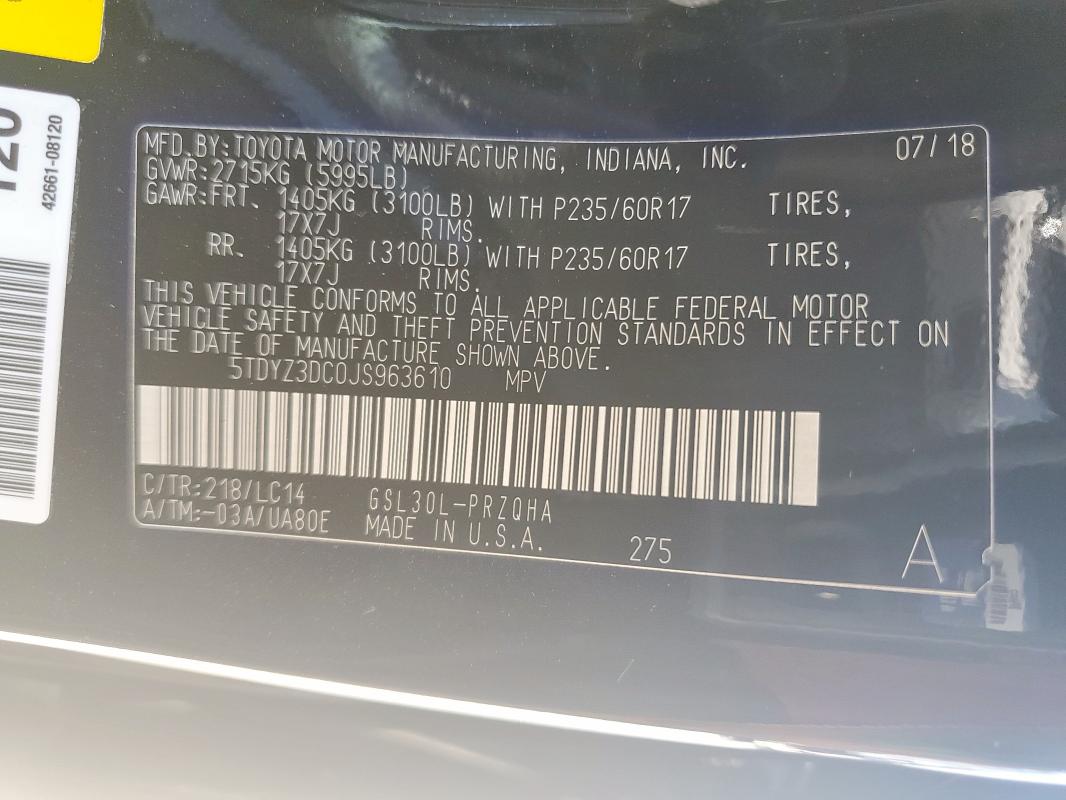 42661-08120
MFD. BY: TOYOTA MOTOR MANUFACTURING, INDIANA, INC. 07/18
GVWR: 2715KG (5995LB)
GAWR: FRT. 1405KG (3100LB) WITH P235/60R17 TIRES,
17X7J RIMS.
RR. 1405KG (3100LB) WITH P235/60R17 TIRES,
17X7J RIMS.
THIS VEHICLE CONFORMS TO ALL APPLICABLE FEDERAL MOTOR
VEHICLE SAFETY AND THEFT PREVENTION STANDARDS IN EFFECT ON
THE DATE OF MANUFACTURE SHOWN ABOVE.
5TDYZ3DC0JS963610 MPV
C/TR: 218/LC14 GSL30L-PRZQHA
A/TM: -03A/UA80E MADE IN U.S.A. 275 A